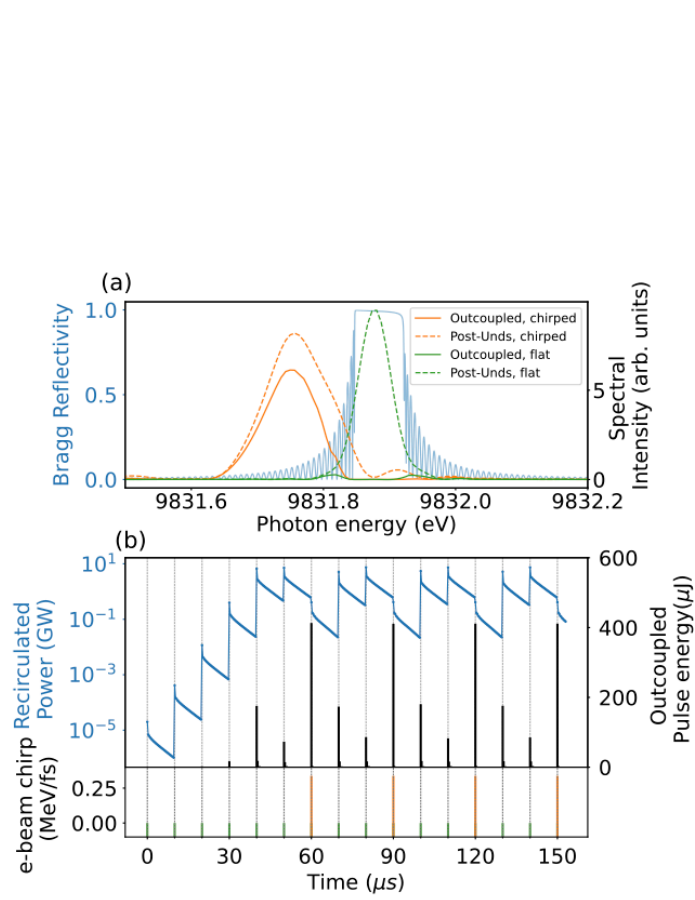 (a)
Bragg Reflectivity
1.0
0.5
0.0
Outcoupled, chirped
Post-Unds, chirped
Outcoupled, flat
Post-Unds, flat
5
0
Spectral
Intensity (arb. units)
9831.6
9831.8
9832.0
9832.2
Photon energy (eV)
(b)
Recirculated
Power (GW)
10¹
10⁻¹
10⁻³
10⁻⁵
600
400
200
0
Outcoupled
Pulse energy(μJ)
e-beam chirp
(MeV/fs)
0.25
0.00
0
30
60
90
120
150
Time (μs)